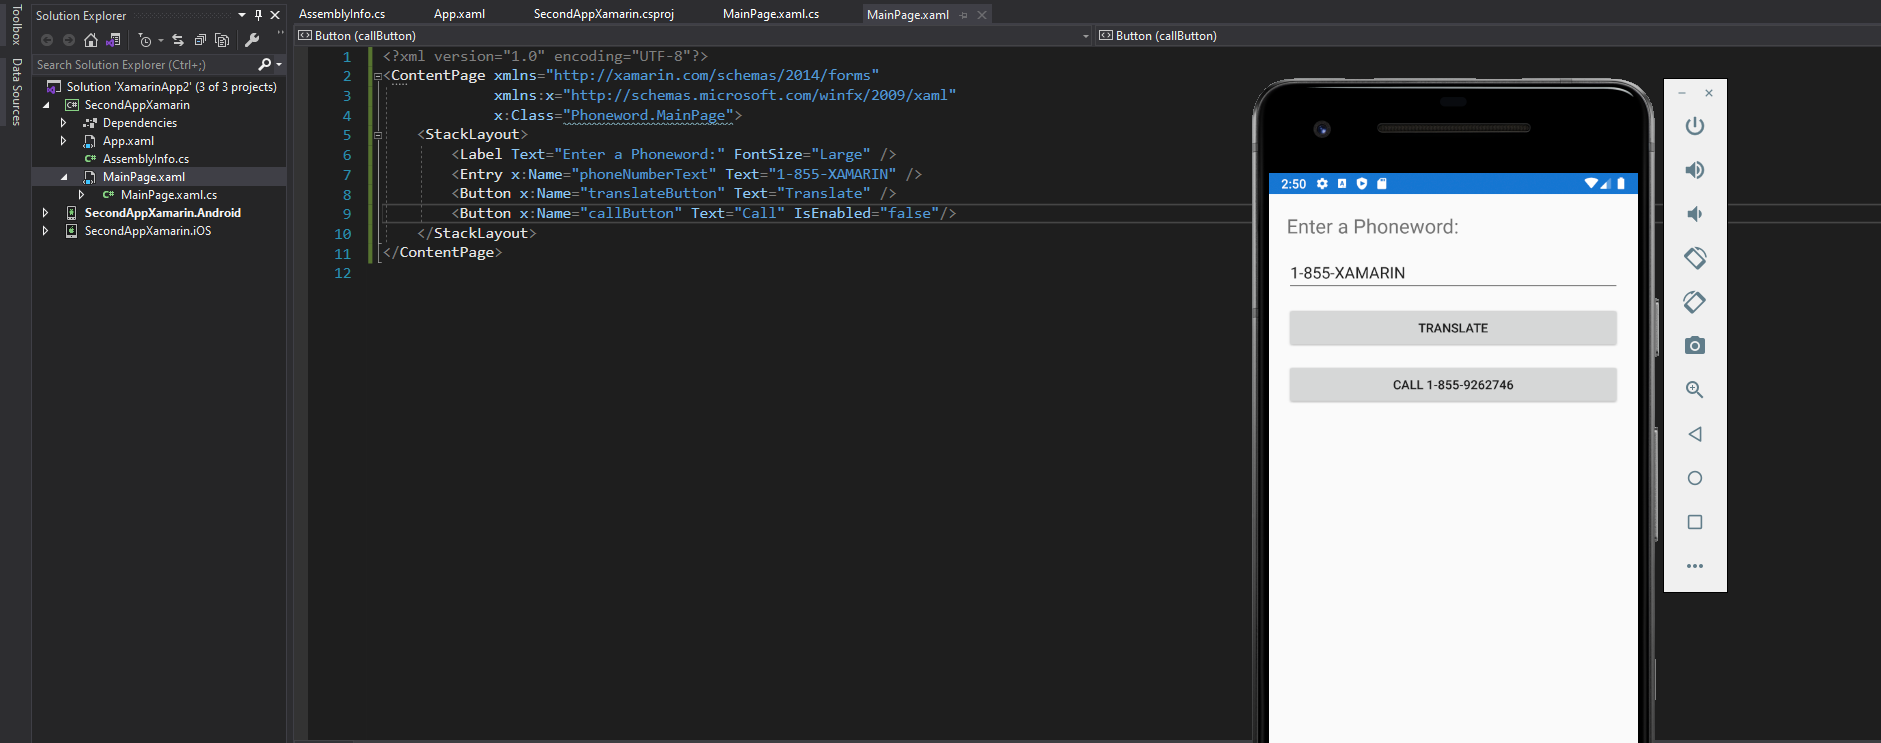 Toolbox
Data Sources
Solution Explorer
Search Solution Explorer (Ctrl+;)
Solution 'XamarinApp2' (3 of 3 projects)
C# SecondAppXamarin
Dependencies
App.xaml
C# AssemblyInfo.cs
MainPage.xaml
C# MainPage.xaml.cs
SecondAppXamarin.Android
SecondAppXamarin.iOS
AssemblyInfo.cs App.xaml SecondAppXamarin.csproj MainPage.xaml.cs MainPage.xaml
Button (callButton) Button (callButton)
1 <?xml version="1.0" encoding="UTF-8"?>
2 <ContentPage xmlns="http://xamarin.com/schemas/2014/forms"
3 xmlns:x="http://schemas.microsoft.com/winfx/2009/xaml"
4 x:Class="Phoneword.MainPage">
5 <StackLayout>
6 <Label Text="Enter a Phoneword:" FontSize="Large" />
7 <Entry x:Name="phoneNumberText" Text="1-855-XAMARIN" />
8 <Button x:Name="translateButton" Text="Translate" />
9 <Button x:Name="callButton" Text="Call" IsEnabled="false"/>
10 </StackLayout>
11 </ContentPage>
12
2:50
Enter a Phoneword:
1-855-XAMARIN
TRANSLATE
CALL 1-855-9262746